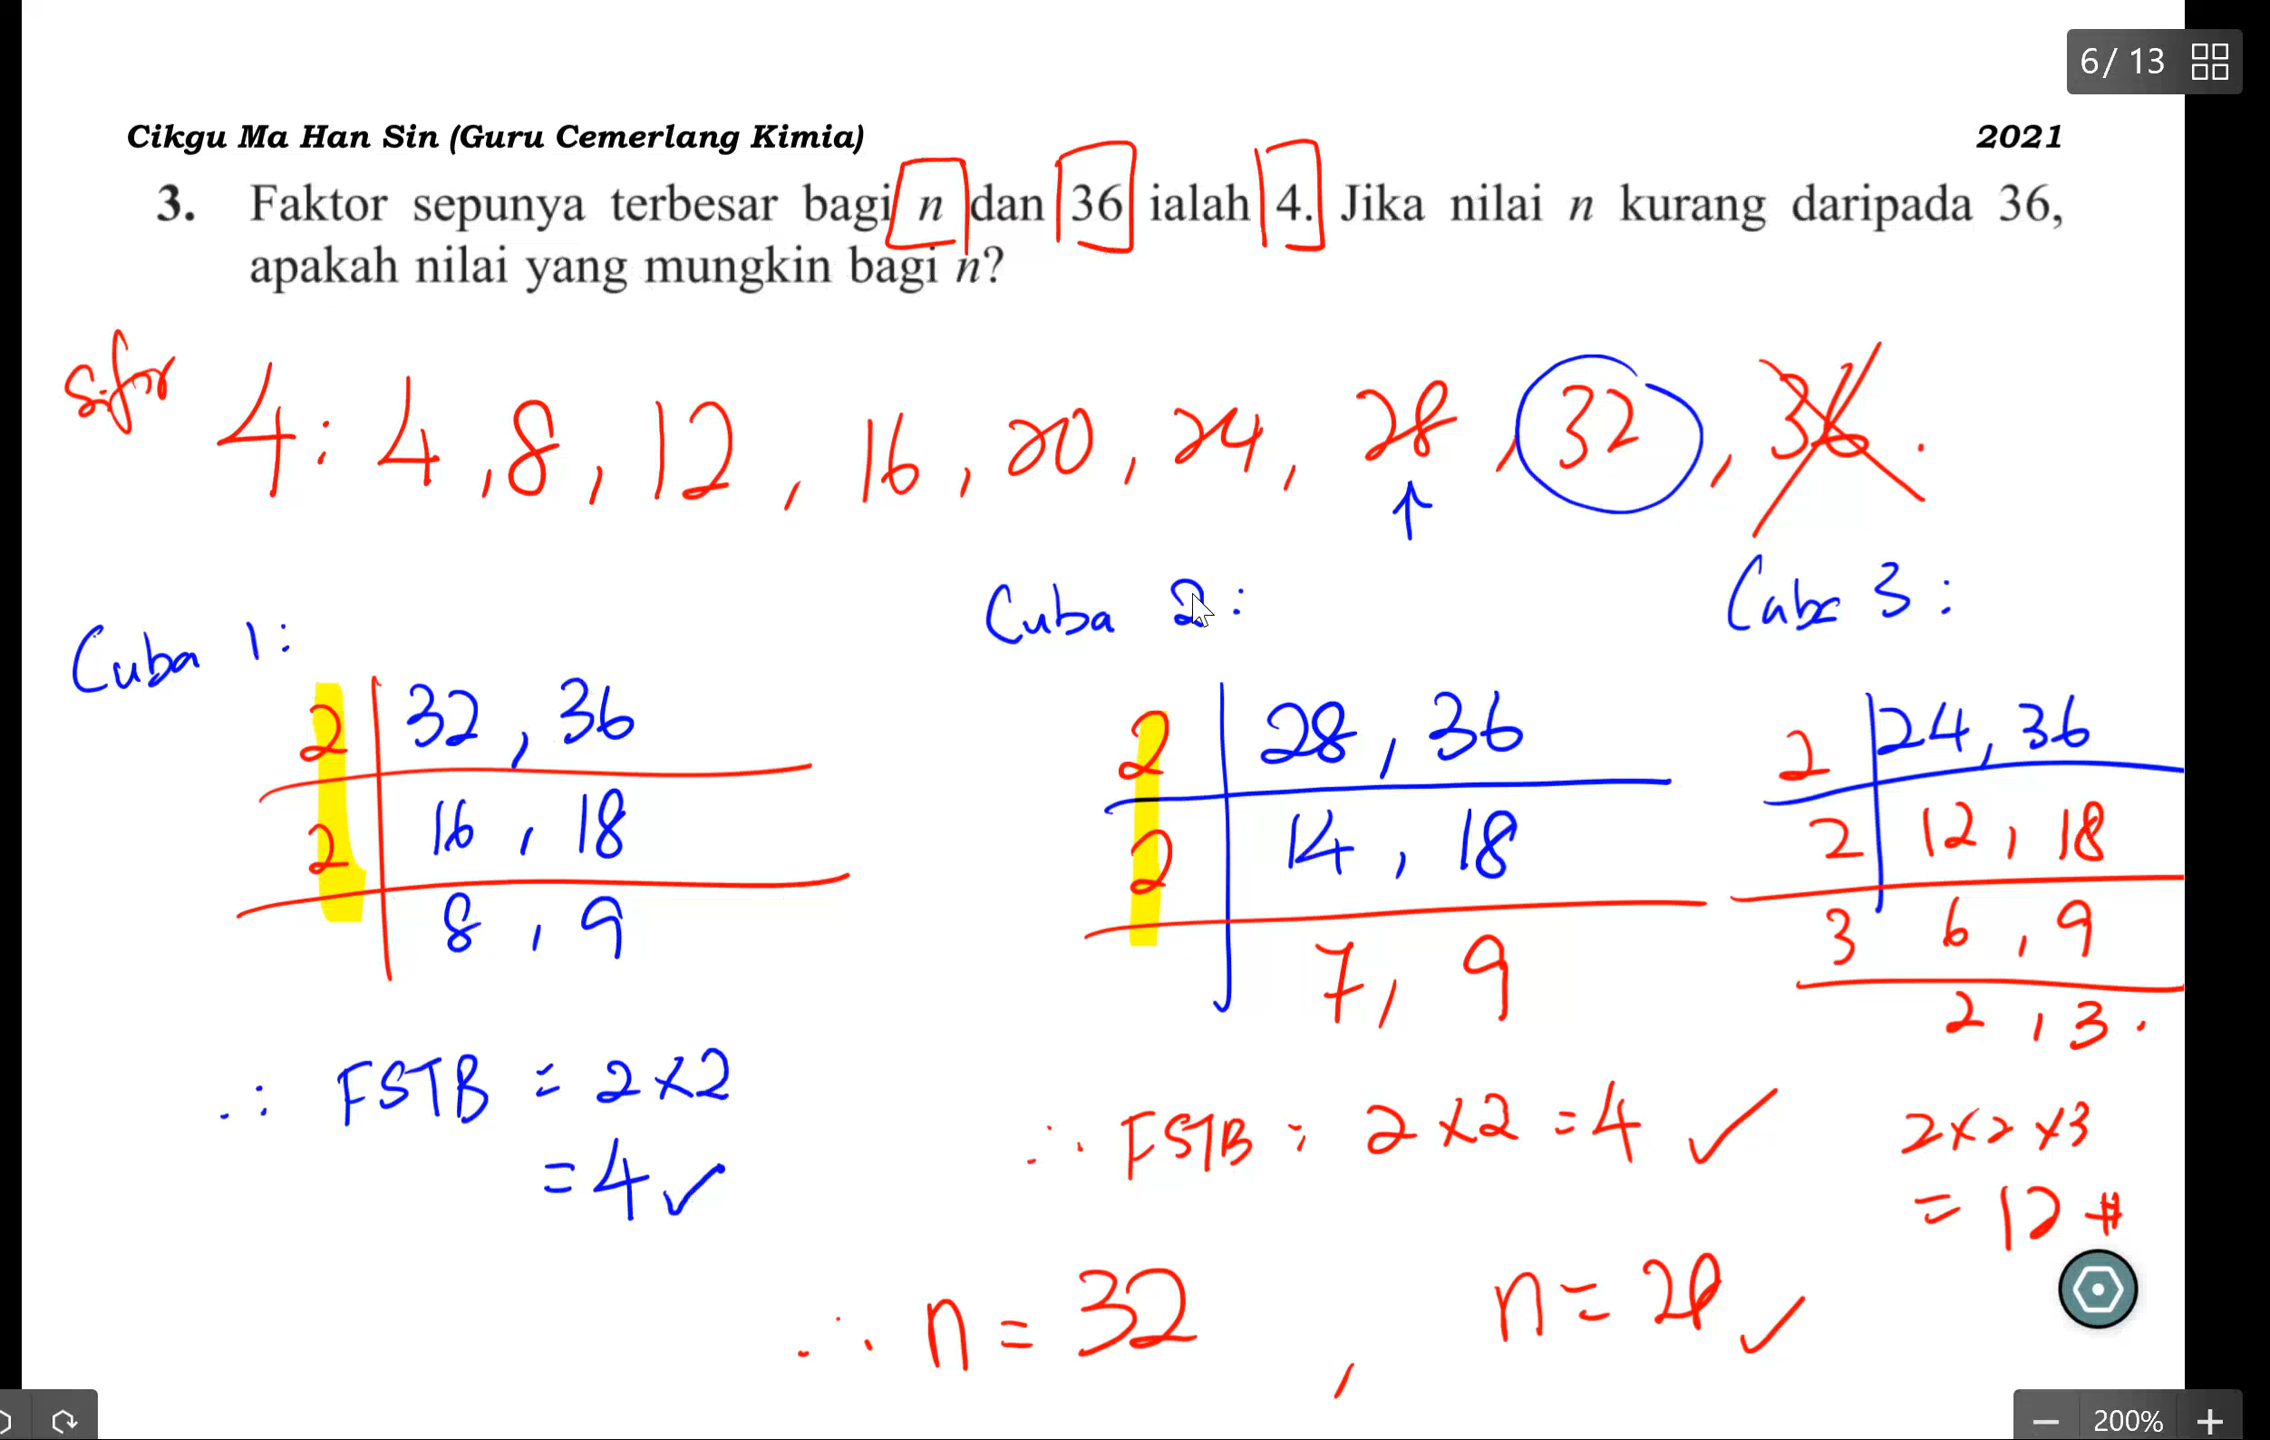 6/ 13
Cikgu Ma Han Sin (Guru Cemerlang Kimia) 2021
3. Faktor sepunya terbesar bagi n dan 36 ialah 4. Jika nilai n kurang daripada 36,
apakah nilai yang mungkin bagi n?
Sifir 4: 4, 8, 12, 16, 20, 24, 28, 32, 36.
Cuba 1:
2 32, 36
2 16, 18
8, 9
∴ FSTB = 2×2
= 4 ✓
Cuba 2:
2 28, 36
2 14, 18
7, 9
∴ FSTB = 2×2 = 4 ✓
Cuba 3:
2 24, 36
2 12, 18
3 6, 9
2, 3.
2×2×3
= 12 #
∴ n = 32, n = 28 ✓
200%